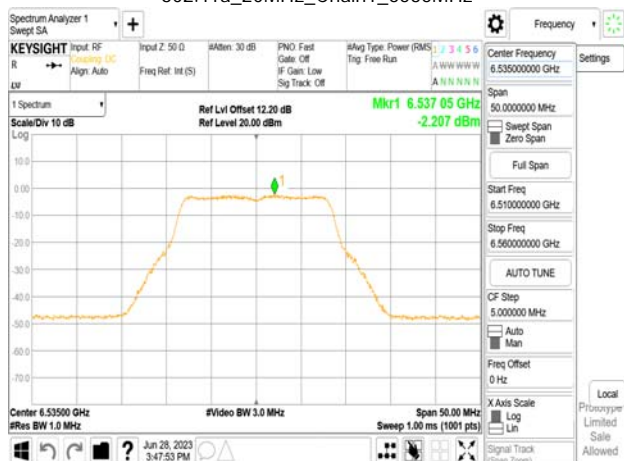 Spectrum Analyzer 1
Swept SA
Frequency
KEYSIGHT
R
Input: RF
Coupling: DC
Align: Auto
Input Z: 50 Ω
Freq Ref: Int (S)
#Atten: 30 dB
PNO: Fast
Gate: Off
IF Gain: Low
Sig Track: Off
#Avg Type: Power (RMS
Trig: Free Run
1 2 3 4 5 6
A W W W W W
A N N N N N
1 Spectrum
Scale/Div 10 dB
Log
Ref Lvl Offset 12.20 dB
Ref Level 20.00 dBm
Mkr1 6.537 05 GHz
-2.207 dBm
1
10.0
0.00
-10.0
-20.0
-30.0
-40.0
-50.0
-60.0
-70.0
Center 6.53500 GHz
#Res BW 1.0 MHz
#Video BW 3.0 MHz
Span 50.00 MHz
Sweep 1.00 ms (1001 pts)
Jun 28, 2023
3:47:53 PM
Center Frequency
6.535000000 GHz
Settings
Span
50.0000000 MHz
Swept Span
Zero Span
Full Span
Start Freq
6.510000000 GHz
Stop Freq
6.560000000 GHz
AUTO TUNE
CF Step
5.000000 MHz
Auto
Man
Freq Offset
0 Hz
X Axis Scale
Log
Lin
Signal Track
Local
Prototype
Limited
Sale
Allowed